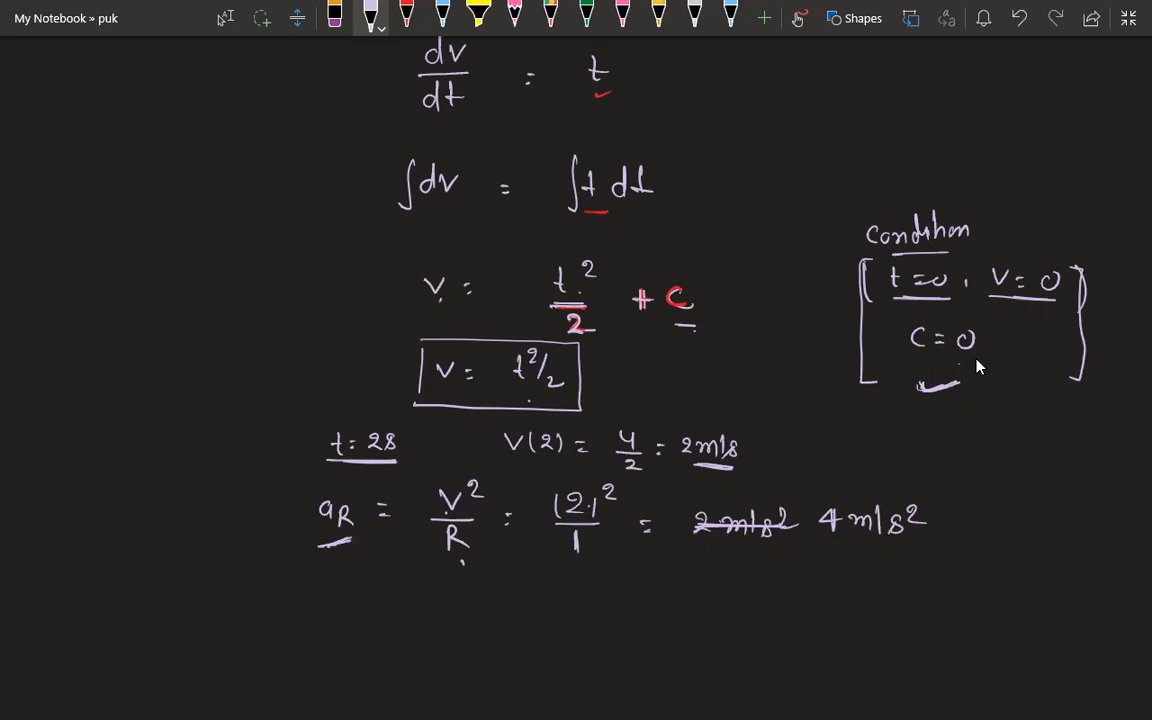 My Notebook » puk
Shapes
dv/dt = t
∫dv = ∫t dt
v = t²/2 + c
Condition
t=0, v=0
c=0
v = t²/2
t=2s v(2) = 4/2 = 2m/s
aR = v²/R = (2)²/1 = 2 m/s² 4 m/s²